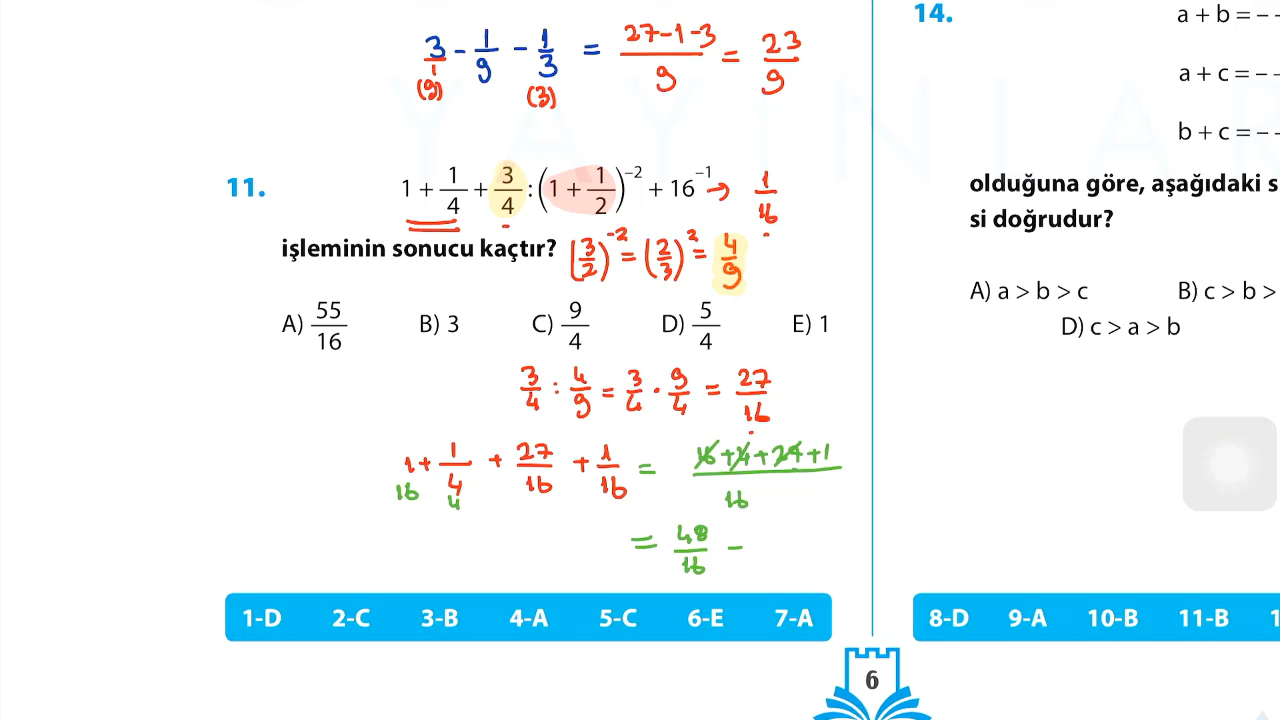 3/1 - 1/9 - 1/3 = (27-1-3)/9 = 23/9
(9) (3)
YAYINLAR
11. 1 + 1/4 + 3/4 : (1 + 1/2)^-2 + 16^-1 → 1/16
işleminin sonucu kaçtır? (3/2)^-2 = (2/3)^2 = 4/9
A) 55/16 B) 3 C) 9/4 D) 5/4 E) 1
3/4 : 4/9 = 3/4 · 9/4 = 27/16
1 + 1/4 + 27/16 + 1/16 = (16+4+27+1)/16
16 4
= 48/16 =
1-D 2-C 3-B 4-A 5-C 6-E 7-A
14. a + b = –
a + c = –
b + c = –
olduğuna göre, aşağıdaki s
si doğrudur?
A) a > b > c B) c > b >
D) c > a > b
8-D 9-A 10-B 11-B 1
6